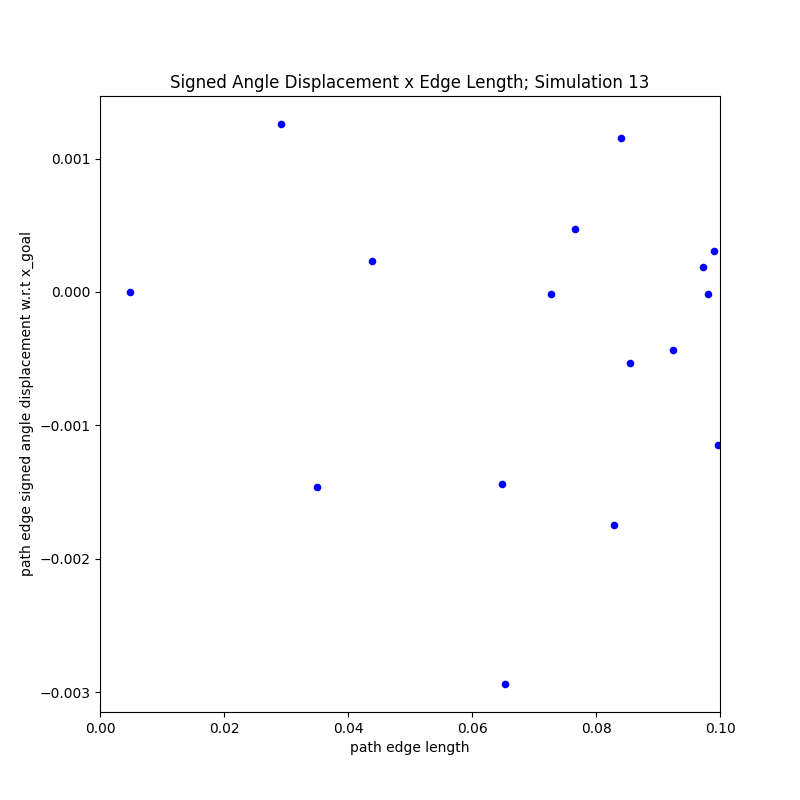 Signed Angle Displacement x Edge Length; Simulation 13
path edge signed angle displacement w.r.t x_goal
0.001
0.000
−0.001
−0.002
−0.003
0.00 0.02 0.04 0.06 0.08 0.10
path edge length